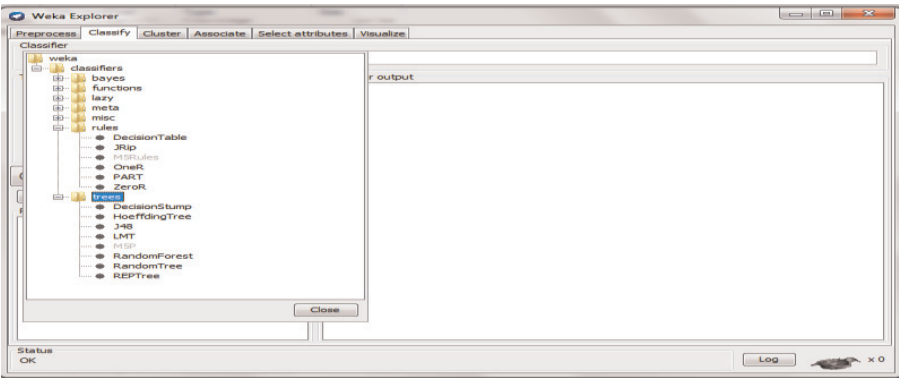 Weka Explorer
Preprocess Classify Cluster Associate Select attributes Visualize
Classifier
weka
classifiers
r output
bayes
functions
lazy
meta
misc
rules
DecisionTable
JRip
M5Rules
OneR
PART
ZeroR
trees
DecisionStump
HoeffdingTree
J48
LMT
M5P
RandomForest
RandomTree
REPTree
Close
Status
OK
Log
x 0